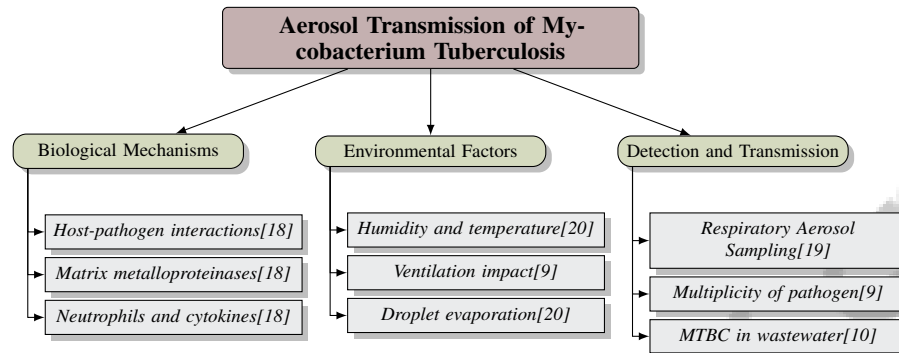 Aerosol Transmission of My-
cobacterium Tuberculosis
Biological Mechanisms
Host-pathogen interactions[18]
Matrix metalloproteinases[18]
Neutrophils and cytokines[18]
Environmental Factors
Humidity and temperature[20]
Ventilation impact[9]
Droplet evaporation[20]
Detection and Transmission
Respiratory Aerosol
Sampling[19]
Multiplicity of pathogen[9]
MTBC in wastewater[10]